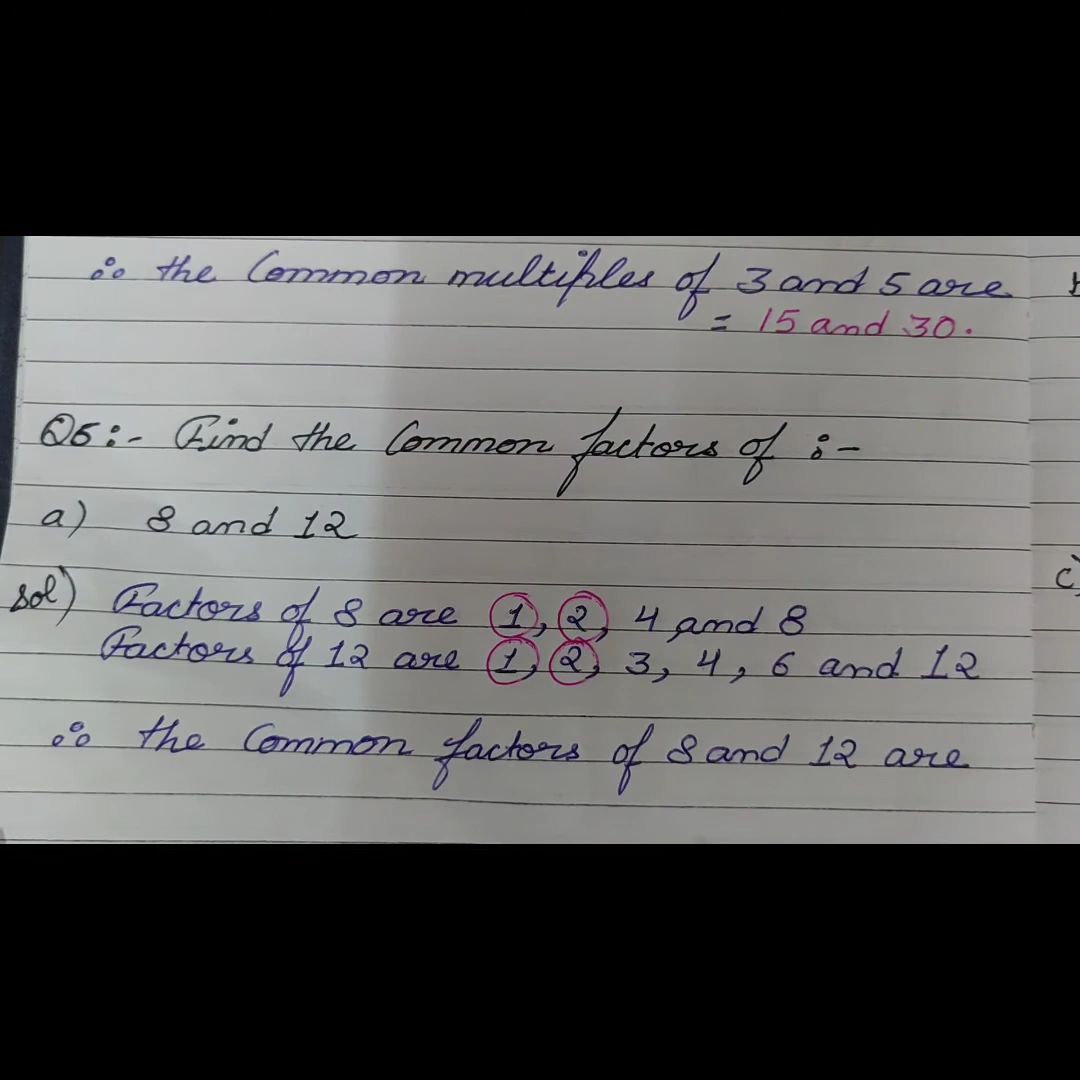 ∴ the Common multiples of 3 and 5 are
= 15 and 30.
Q5:- Find the Common factors of :-
a) 8 and 12
Sol) Factors of 8 are 1, 2, 4 and 8
Factors of 12 are 1, 2, 3, 4, 6 and 12
∴ the Common factors of 8 and 12 are
c)